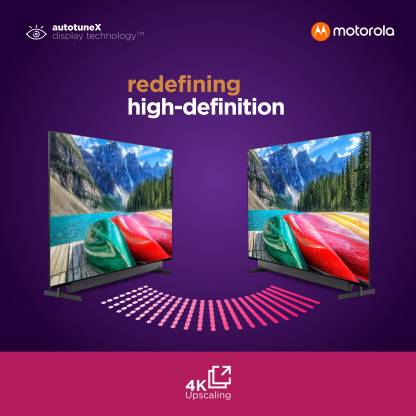 autotuneX
display technology™
motorola
redefining
high-definition
4K
Upscaling